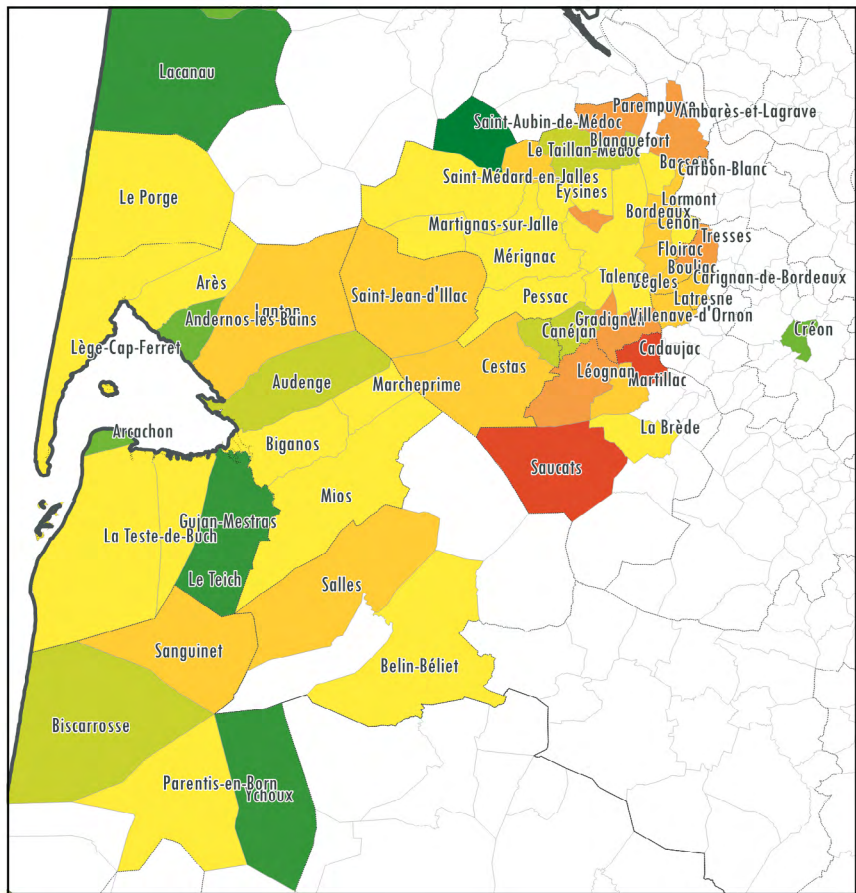 Lacanau
Saint-Aubin-de-Médoc
Parempuyre
Ambarès-et-Lagrave
Blanquefort
Le Taillan-Médoc
Bassens
Carbon-Blanc
Saint-Médard-en-Jalles
Eysines
Le Porge
Lormont
Bordeaux
Cenon
Martignas-sur-Jalle
Tresses
Floirac
Mérignac
Bouliac
Arès
Talence
Bègles
Carignan-de-Bordeaux
Saint-Jean-d'Illac
Pessac
Latresne
Lanton
Andernos-les-Bains
Gradignan
Villenave-d'Ornon
Canéjan
Créon
Lège-Cap-Ferret
Cadaujac
Cestas
Léognan
Martillac
Audenge
Marcheprime
Arcachon
La Brède
Biganos
Saucats
Mios
Gujan-Mestras
La Teste-de-Buch
Le Teich
Salles
Sanguinet
Belin-Béliet
Biscarrosse
Parentis-en-Born
Ychoux